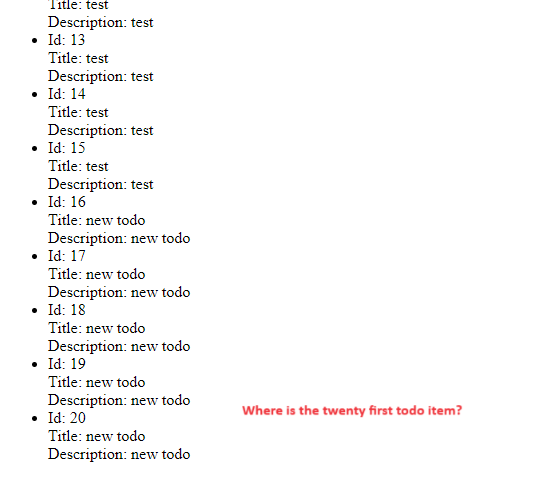 Title: test
Description: test
Id: 13
Title: test
Description: test
Id: 14
Title: test
Description: test
Id: 15
Title: test
Description: test
Id: 16
Title: new todo
Description: new todo
Id: 17
Title: new todo
Description: new todo
Id: 18
Title: new todo
Description: new todo
Id: 19
Title: new todo
Description: new todo
Where is the twenty first todo item?
Id: 20
Title: new todo
Description: new todo